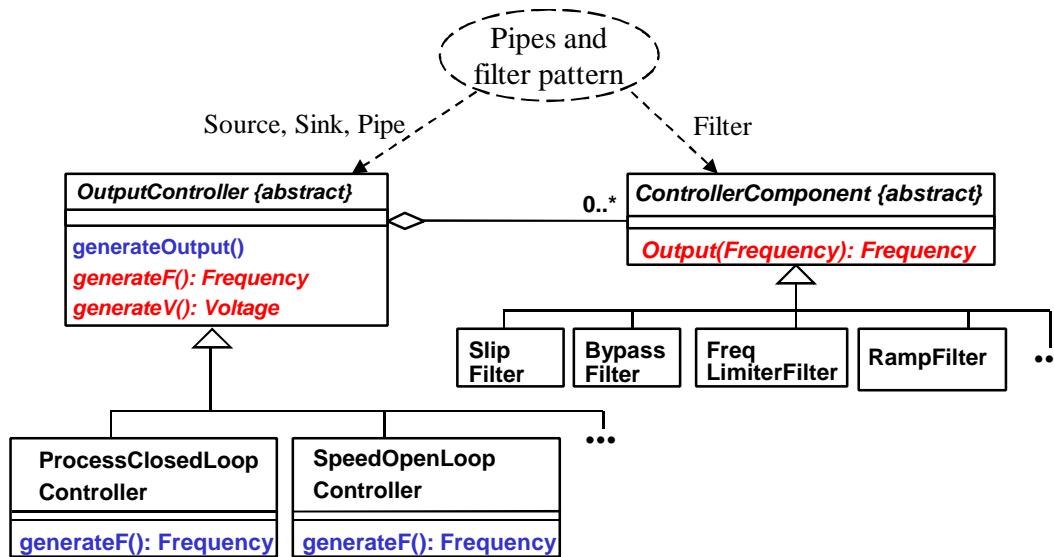 Pipes and
filter pattern
Source, Sink, Pipe
Filter
OutputController {abstract}
generateOutput()
generateF(): Frequency
generateV(): Voltage
0..*
ControllerComponent {abstract}
Output(Frequency): Frequency
Slip
Filter
Bypass
Filter
Freq
LimiterFilter
RampFilter
••
•••
ProcessClosedLoop
Controller
generateF(): Frequency
SpeedOpenLoop
Controller
generateF(): Frequency